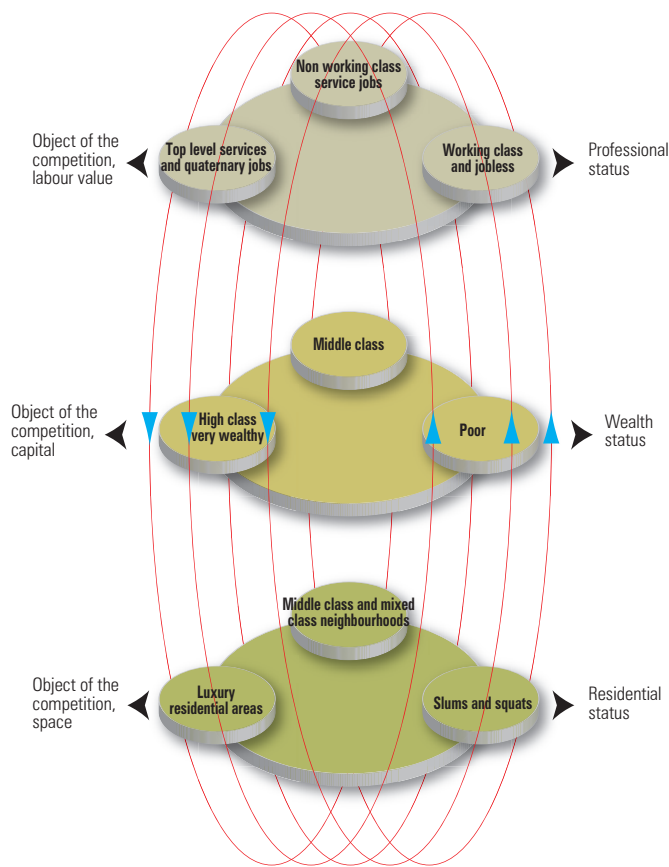 Non working class
service jobs
Object of the
competition,
labour value
Top level services
and quaternary jobs
Working class
and jobless
Professional
status
Middle class
Object of the
competition,
capital
High class
very wealthy
Poor
Wealth
status
Middle class and mixed
class neighbourhoods
Object of the
competition,
space
Luxury
residential areas
Slums and squats
Residential
status